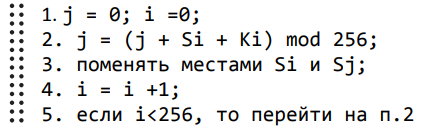 1. j = 0; i =0;
2. j = (j + Si + Ki) mod 256;
3. поменять местами Si и Sj;
4. i = i +1;
5. если i<256, то перейти на п.2